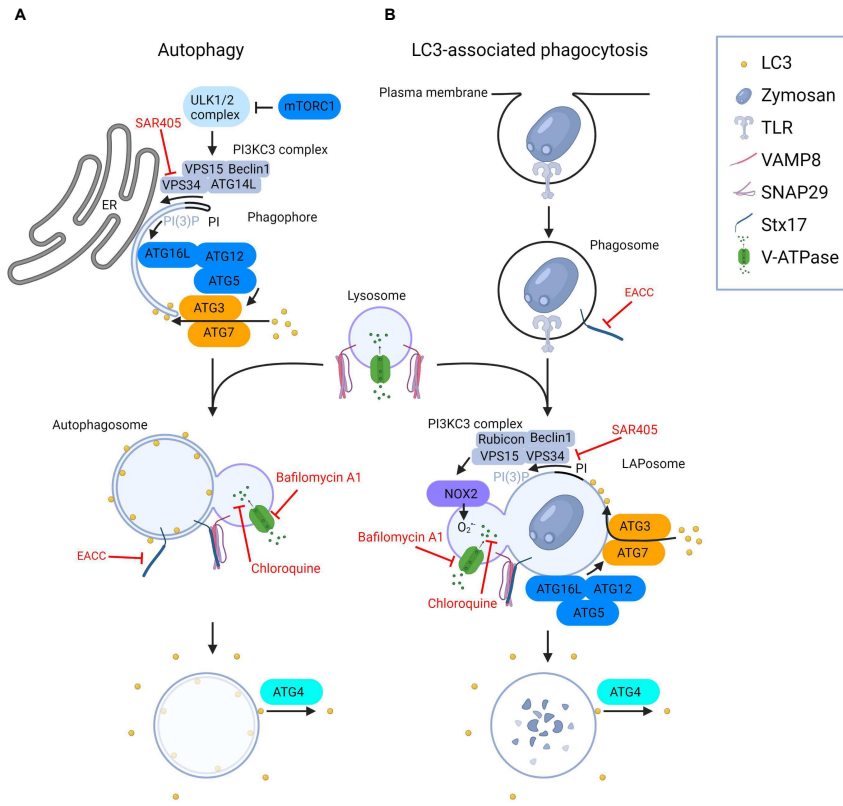 A
Autophagy
ULK1/2
complex
mTORC1
SAR405
PI3KC3 complex
VPS15 Beclin1
VPS34 ATG14L
ER
PI(3)P PI
Phagophore
ATG16L ATG12
ATG5
ATG3
ATG7
Lysosome
Autophagosome
Bafilomycin A1
EACC
Chloroquine
ATG4
B
LC3-associated phagocytosis
Plasma membrane
Phagosome
EACC
PI3KC3 complex
Rubicon Beclin1
VPS15 VPS34
SAR405
PI
PI(3)P
LAPosome
NOX2
O₂•-
Bafilomycin A1
ATG3
ATG7
Chloroquine
ATG16L ATG12
ATG5
ATG4
LC3
Zymosan
TLR
VAMP8
SNAP29
Stx17
V-ATPase